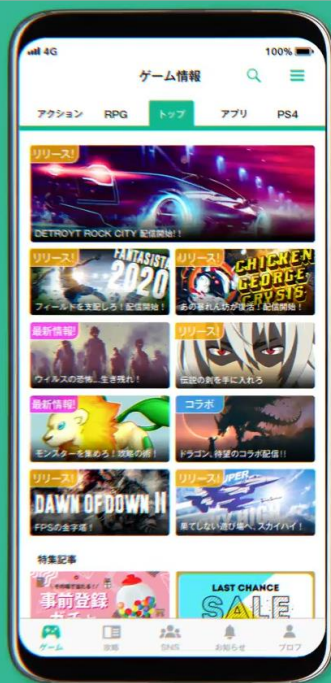 4G
100%
ゲーム情報
アクション
RPG
トップ
アプリ
PS4
リリース!
DETROYT ROCK CITY 配信開始!!
リリース!
FANTASISTA
2020
フィールドを支配しろ!配信開始!
リリース!
CHICKEN
GEORGE
CRYSIS
あの暴れん坊が復活!配信開始!
最新情報!
ウィルスの恐怖...生き残れ!
リリース!
伝説の剣を手に入れろ
最新情報!
モンスターを集めろ!攻略の術!
コラボ
ドラゴン、待望のコラボ配信!!
リリース!
DAWN OF DOWN II
FPSの金字塔!
リリース!
SUPER
果てしない遊び場へ、スカイハイ!
特集記事
事前登録
LAST CHANCE
SALE
ゲーム
攻略
SNS
お知らせ
プロフ